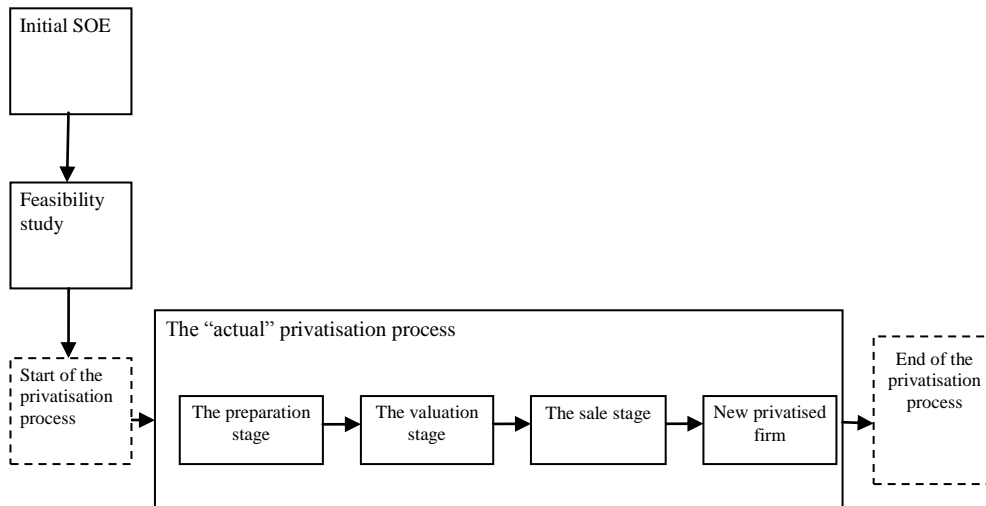 Initial SOE
Feasibility
study
The “actual” privatisation process
Start of the
privatisation
process
The preparation
stage
The valuation
stage
The sale stage
New privatised
firm
End of the
privatisation
process